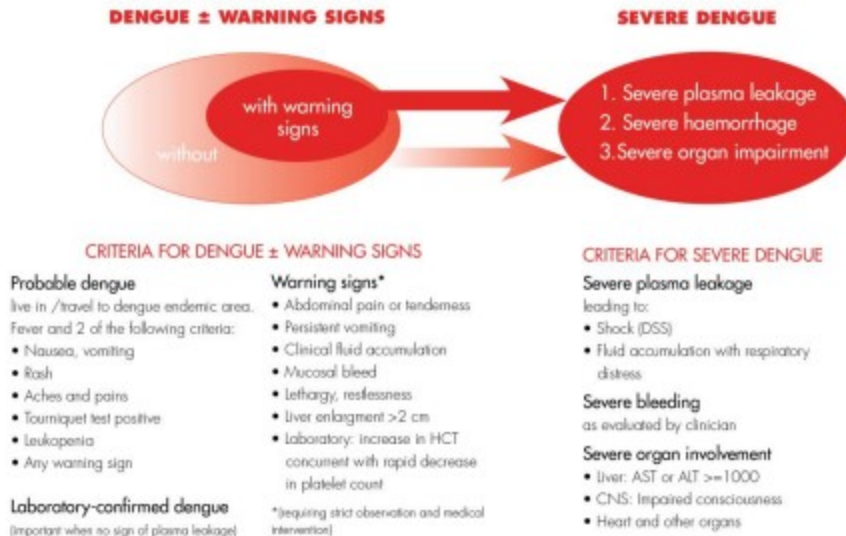 DENGUE ± WARNING SIGNS
SEVERE DENGUE
with warning
signs
without
1. Severe plasma leakage
2. Severe haemorrhage
3.Severe organ impairment
CRITERIA FOR DENGUE ± WARNING SIGNS
Probable dengue
live in /travel to dengue endemic area.
Fever and 2 of the following criteria:
• Nausea, vomiting
• Rash
• Aches and pains
• Tourniquet test positive
• Leukopenia
• Any warning sign
Laboratory-confirmed dengue
(important when no sign of plasma leakage)
Warning signs*
• Abdominal pain or tenderness
• Persistent vomiting
• Clinical fluid accumulation
• Mucosal bleed
• Lethargy, restlessness
• Liver enlargment >2 cm
• Laboratory: increase in HCT
concurrent with rapid decrease
in platelet count
*(requiring strict observation and medical
intervention)
CRITERIA FOR SEVERE DENGUE
Severe plasma leakage
leading to:
• Shock (DSS)
• Fluid accumulation with respiratory
distress
Severe bleeding
as evaluated by clinician
Severe organ involvement
• Liver: AST or ALT >=1000
• CNS: Impaired consciousness
• Heart and other organs